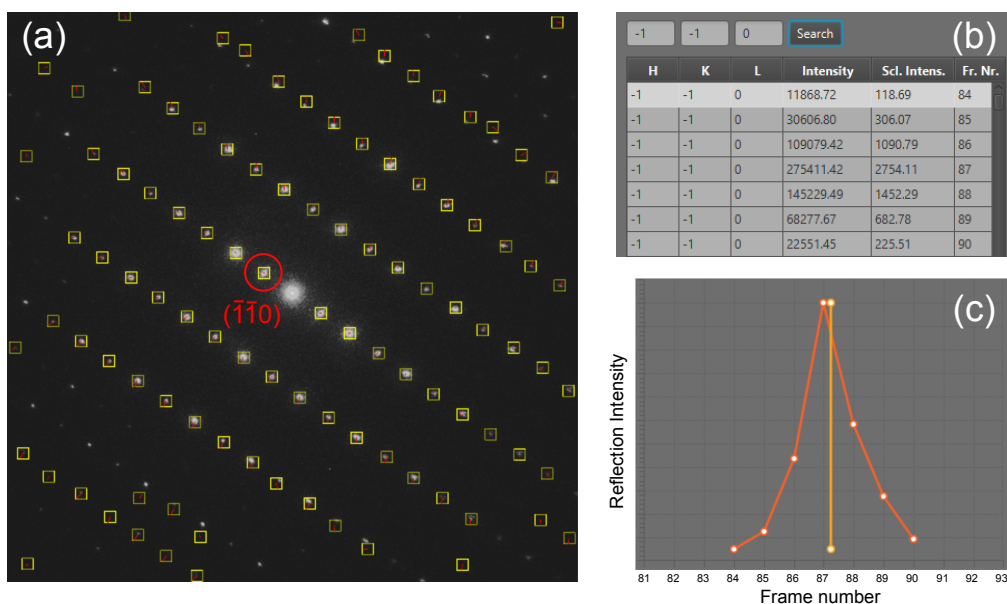 (a)
(1̄1̄0)
(b)
-1 -1 0 Search
H K L Intensity Scl. Intens. Fr. Nr.
-1 -1 0 11868.72 118.69 84
-1 -1 0 30606.80 306.07 85
-1 -1 0 109079.42 1090.79 86
-1 -1 0 275411.42 2754.11 87
-1 -1 0 145229.49 1452.29 88
-1 -1 0 68277.67 682.78 89
-1 -1 0 22551.45 225.51 90
(c)
Reflection Intensity
81 82 83 84 85 86 87 88 89 90 91 92 93
Frame number